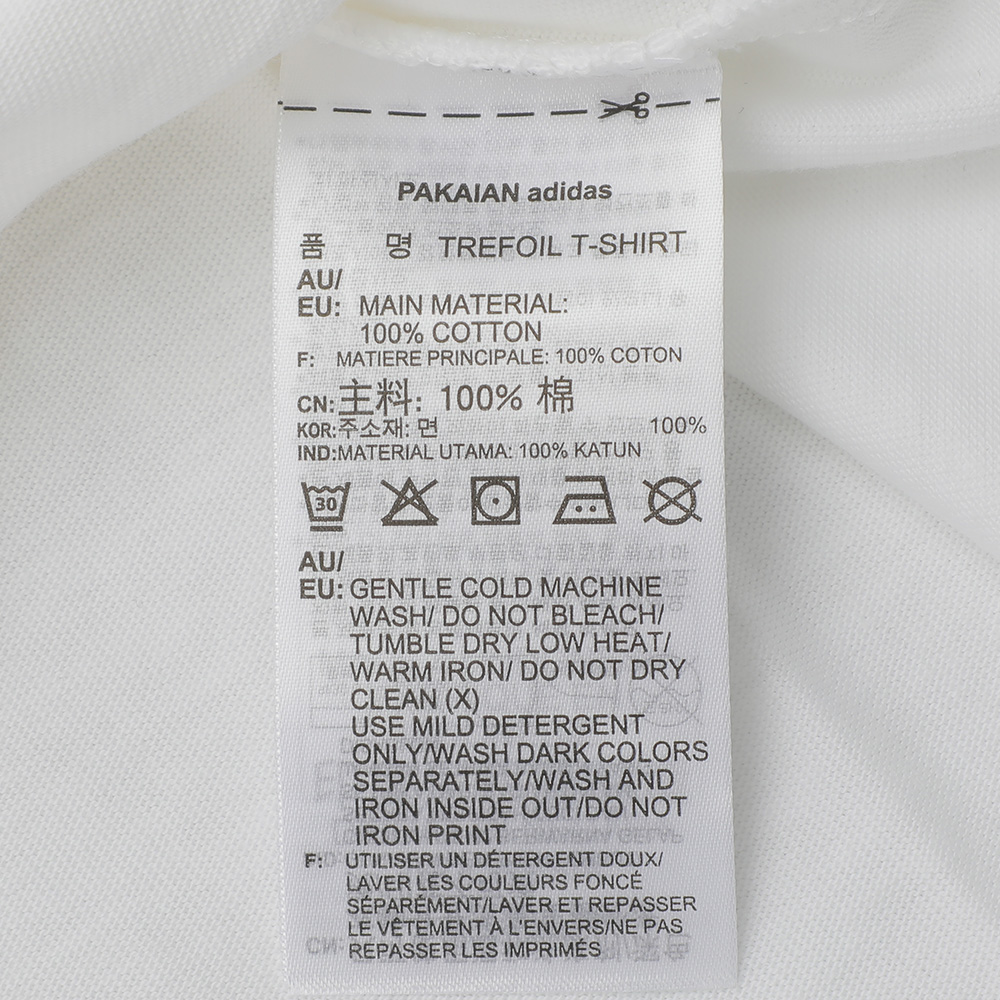 PAKAIAN adidas
품 명 TREFOIL T-SHIRT
AU/
EU: MAIN MATERIAL:
100% COTTON
F: MATIERE PRINCIPALE: 100% COTON
CN: 主料: 100% 棉
KOR:주소재: 면 100%
IND:MATERIAL UTAMA: 100% KATUN
30
AU/
EU: GENTLE COLD MACHINE
WASH/ DO NOT BLEACH/
TUMBLE DRY LOW HEAT/
WARM IRON/ DO NOT DRY
CLEAN (X)
USE MILD DETERGENT
ONLY/WASH DARK COLORS
SEPARATELY/WASH AND
IRON INSIDE OUT/DO NOT
IRON PRINT
F: UTILISER UN DÉTERGENT DOUX/
LAVER LES COULEURS FONCÉ
SÉPARÉMENT/LAVER ET REPASSER
LE VÊTEMENT À L'ENVERS/NE PAS
REPASSER LES IMPRIMÉS